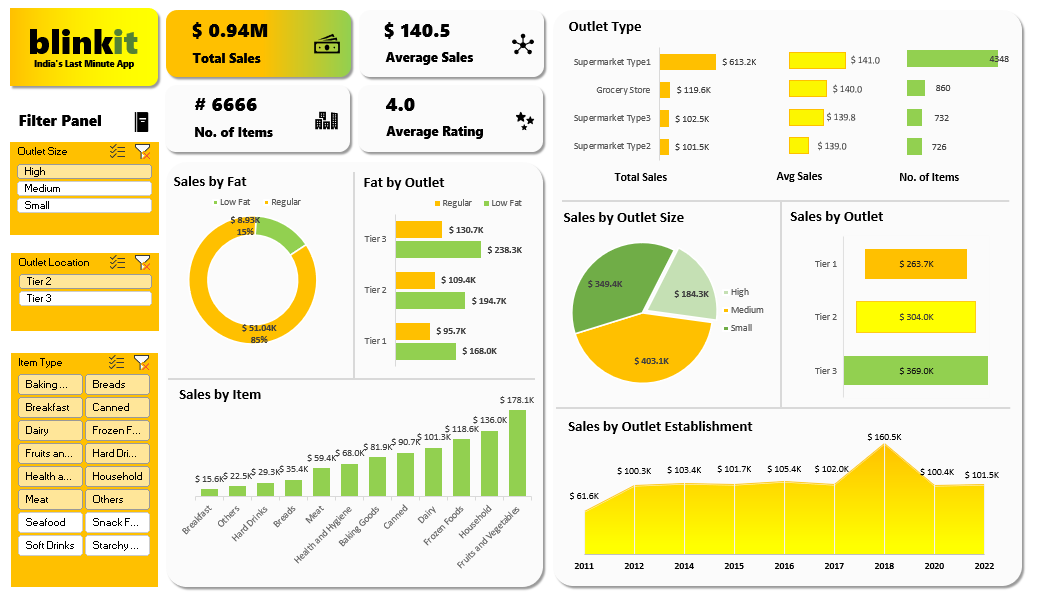 blinkit
India's Last Minute App
$ 0.94M
Total Sales
$ 140.5
Average Sales
# 6666
No. of Items
4.0
Average Rating
Filter Panel
Outlet Size
High
Medium
Small
Outlet Location
Tier 2
Tier 3
Item Type
Baking ...
Breads
Breakfast
Canned
Dairy
Frozen F...
Fruits an...
Hard Dri...
Health a...
Household
Meat
Others
Seafood
Snack F...
Soft Drinks
Starchy ...
Sales by Fat
Low Fat
Regular
$ 8.93K
15%
$ 51.04K
85%
Fat by Outlet
Regular
Low Fat
Tier 3
$ 130.7K
$ 238.3K
Tier 2
$ 109.4K
$ 194.7K
Tier 1
$ 95.7K
$ 168.0K
Sales by Item
$ 15.6K
$ 22.5K
$ 29.3K
$ 35.4K
$ 59.4K
$ 68.0K
$ 81.9K
$ 90.7K
$ 101.3K
$ 118.6K
$ 136.0K
$ 178.1K
Breakfast
Others
Hard Drinks
Breads
Meat
Health and Hygiene
Baking Goods
Canned
Dairy
Frozen Foods
Household
Fruits and Vegetables
Outlet Type
Supermarket Type1
$ 613.2K
$ 141.0
4348
Grocery Store
$ 119.6K
$ 140.0
860
Supermarket Type3
$ 102.5K
$ 139.8
732
Supermarket Type2
$ 101.5K
$ 139.0
726
Total Sales
Avg Sales
No. of Items
Sales by Outlet Size
$ 349.4K
$ 184.3K
$ 403.1K
High
Medium
Small
Sales by Outlet
Tier 1
$ 263.7K
Tier 2
$ 304.0K
Tier 3
$ 369.0K
Sales by Outlet Establishment
$ 61.6K
$ 100.3K
$ 103.4K
$ 101.7K
$ 105.4K
$ 102.0K
$ 160.5K
$ 100.4K
$ 101.5K
2011
2012
2014
2015
2016
2017
2018
2020
2022